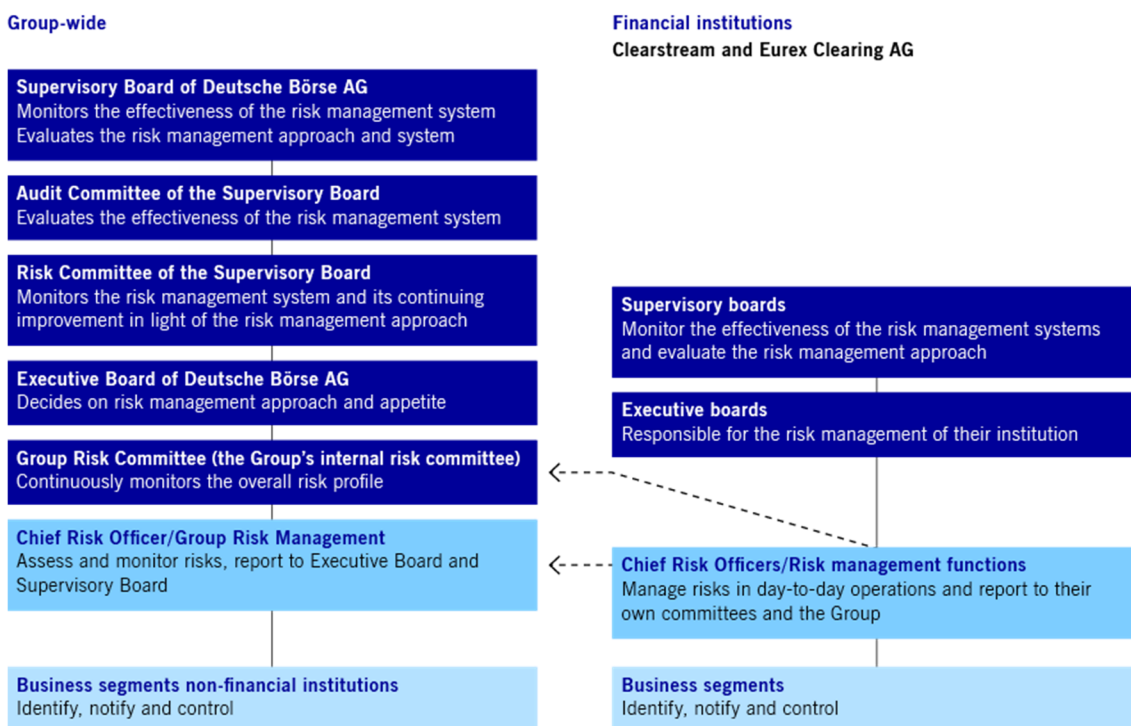 Group-wide
Supervisory Board of Deutsche Börse AG
Monitors the effectiveness of the risk management system
Evaluates the risk management approach and system
Audit Committee of the Supervisory Board
Evaluates the effectiveness of the risk management system
Risk Committee of the Supervisory Board
Monitors the risk management system and its continuing
improvement in light of the risk management approach
Executive Board of Deutsche Börse AG
Decides on risk management approach and appetite
Group Risk Committee (the Group's internal risk committee)
Continuously monitors the overall risk profile
Chief Risk Officer/Group Risk Management
Assess and monitor risks, report to Executive Board and
Supervisory Board
Business segments non-financial institutions
Identify, notify and control
Financial institutions
Clearstream and Eurex Clearing AG
Supervisory boards
Monitor the effectiveness of the risk management systems
and evaluate the risk management approach
Executive boards
Responsible for the risk management of their institution
Chief Risk Officers/Risk management functions
Manage risks in day-to-day operations and report to their
own committees and the Group
Business segments
Identify, notify and control